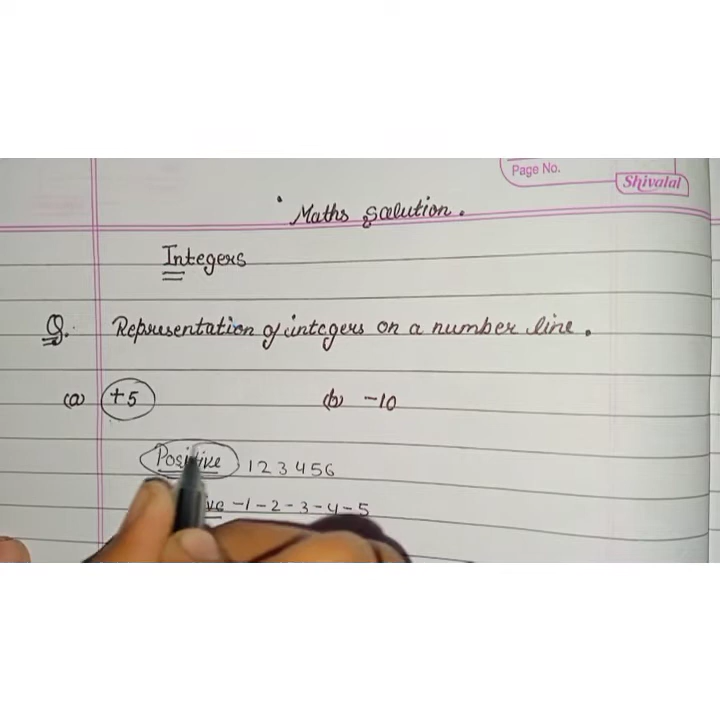 Page No.
Shivalal
Maths Solution.
Integers
Q. Representation of integers on a number line.
(a) +5 (b) -10
Positive 1 2 3 4 5 6
ve -1 -2 -3 -4 -5